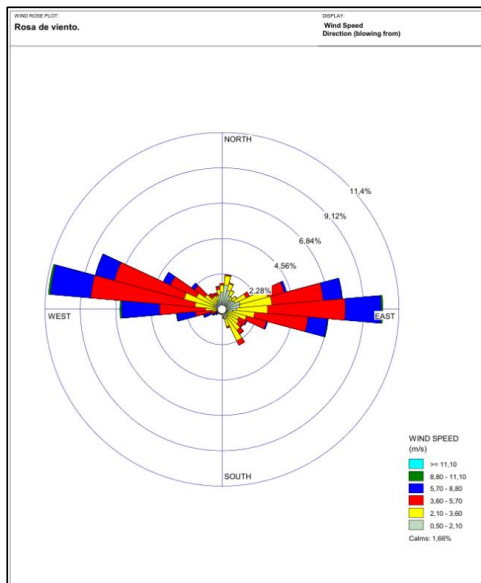 WIND ROSE PLOT:
Rosa de viento.
DISPLAY:
Wind Speed
Direction (blowing from)
NORTH
11,4%
9,12%
6,84%
4,56%
2,28%
WEST
EAST
SOUTH
WIND SPEED
(m/s)
>= 11,10
8,80 - 11,10
5,70 - 8,80
3,60 - 5,70
2,10 - 3,60
0,50 - 2,10
Calms: 1,66%